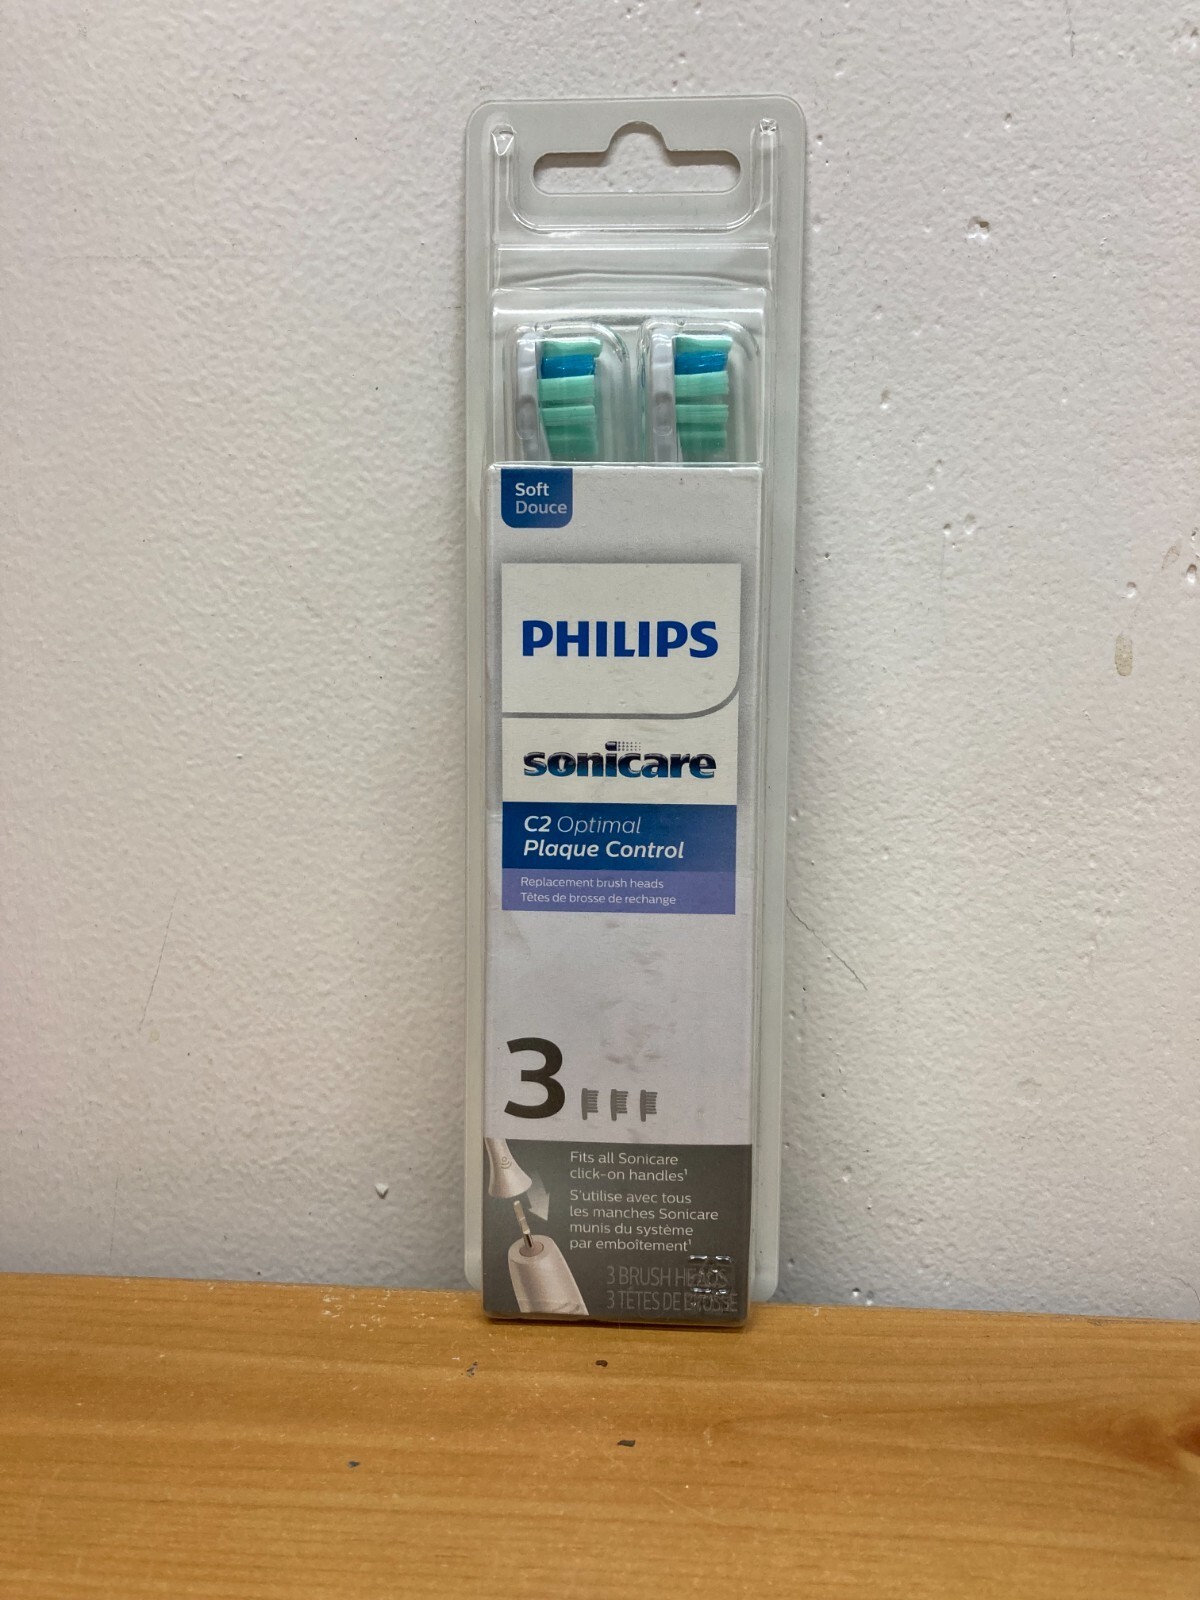 Soft
Douce
PHILIPS
sonicare
C2 Optimal
Plaque Control
Replacement brush heads
Têtes de brosse de rechange
3
Fits all Sonicare
click-on handles¹
S'utilise avec tous
les manches Sonicare
munis du système
par emboîtement¹
3 BRUSH HEADS
3 TÊTES DE BROSSE